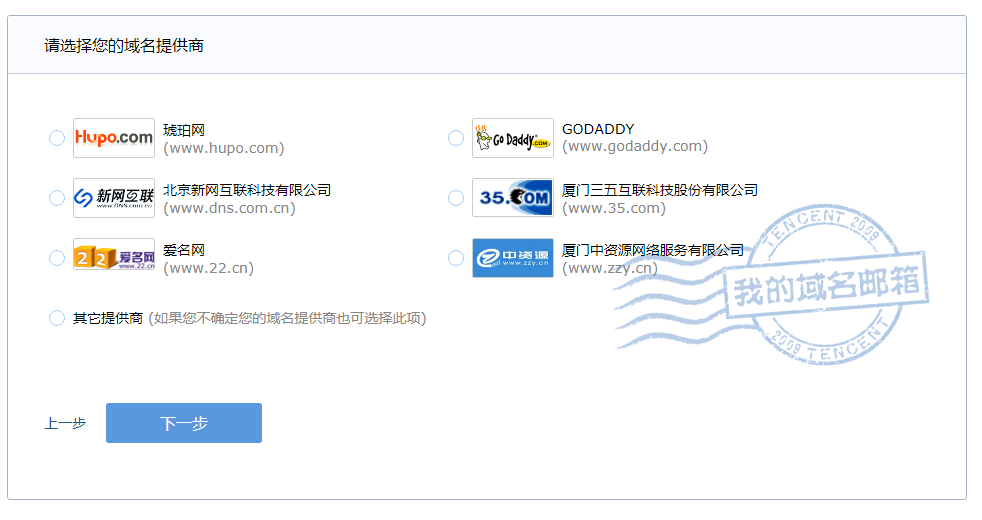 请选择您的域名提供商
Hupo.com
琥珀网
(www.hupo.com)
Go Daddy.COM
GODADDY
(www.godaddy.com)
新网互联
www.DNS.com.cn
北京新网互联科技有限公司
(www.dns.com.cn)
35.COM
厦门三五互联科技股份有限公司
(www.35.com)
22 爱名网
www.22.cn
爱名网
(www.22.cn)
中资源
www.zzy.cn
厦门中资源网络服务有限公司
(www.zzy.cn)
其它提供商 (如果您不确定您的域名提供商也可选择此项)
TENCENT 2009
我的域名邮箱
2009 TENCENT
上一步
下一步